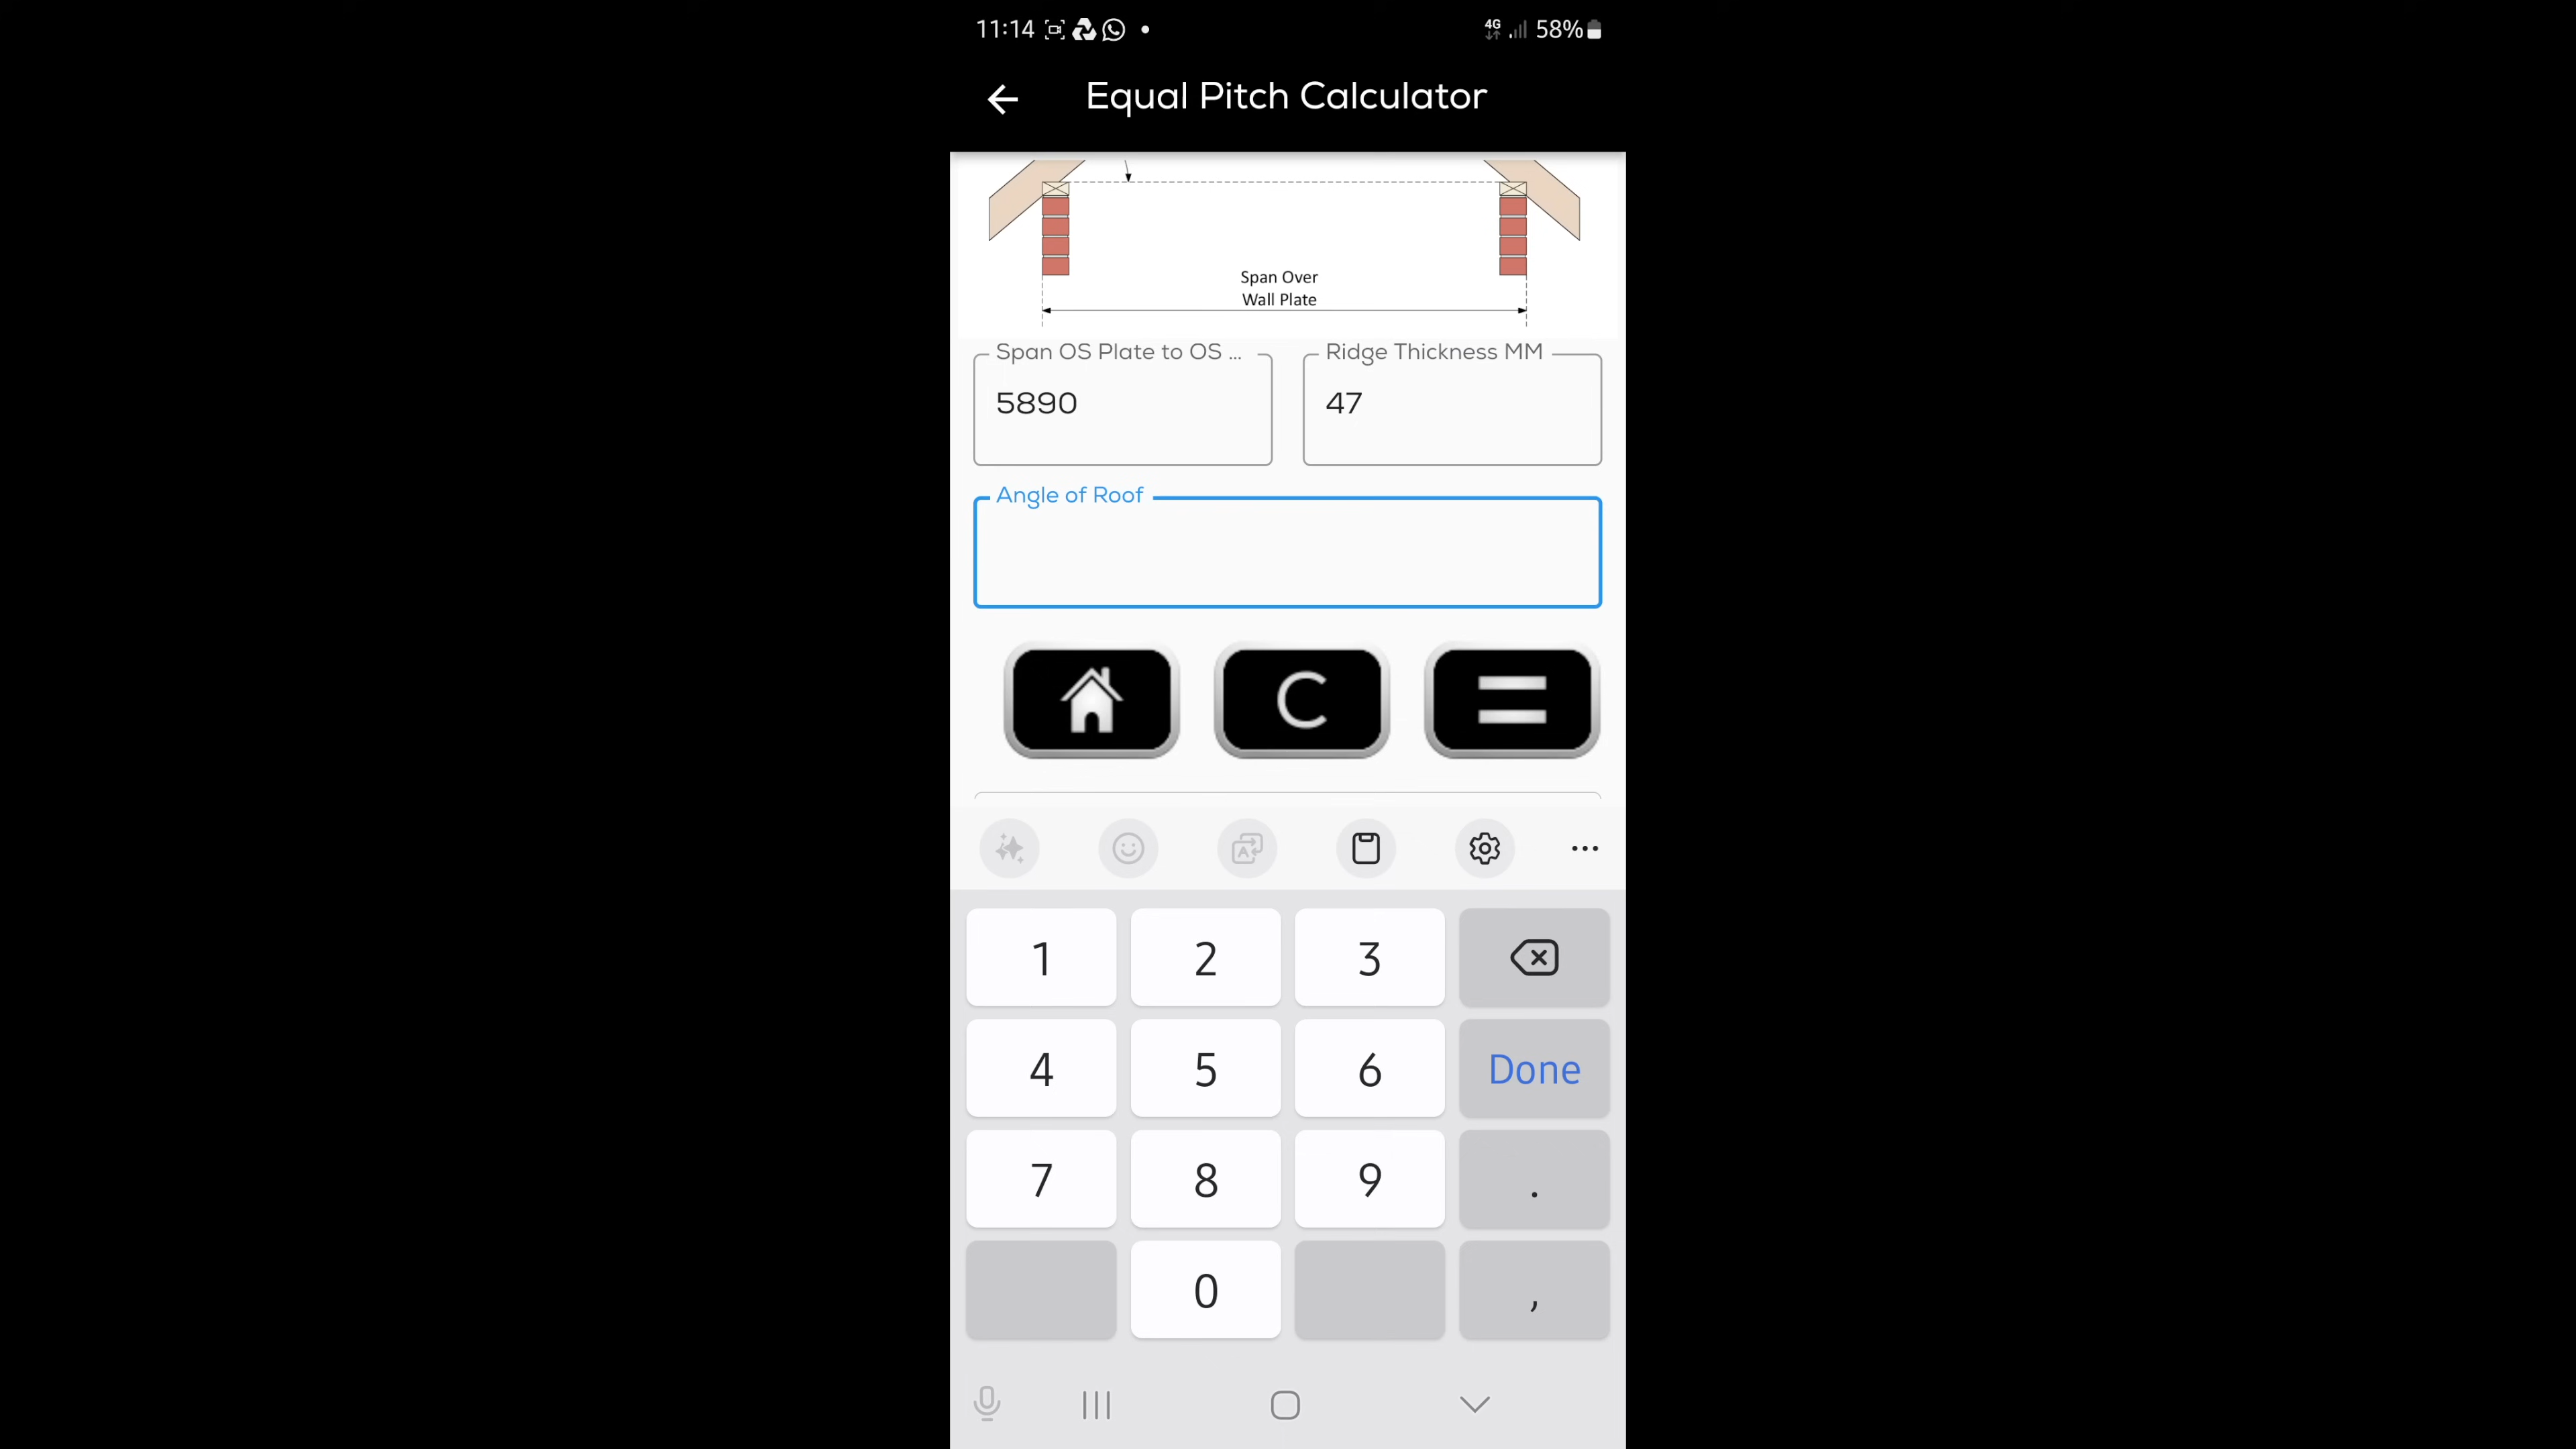 11:14
4G 58%
Equal Pitch Calculator
Span Over
Wall Plate
Span OS Plate to OS ...
Ridge Thickness MM
5890
47
Angle of Roof
C =
1 2 3
4 5 6 Done
7 8 9 .
0 ,